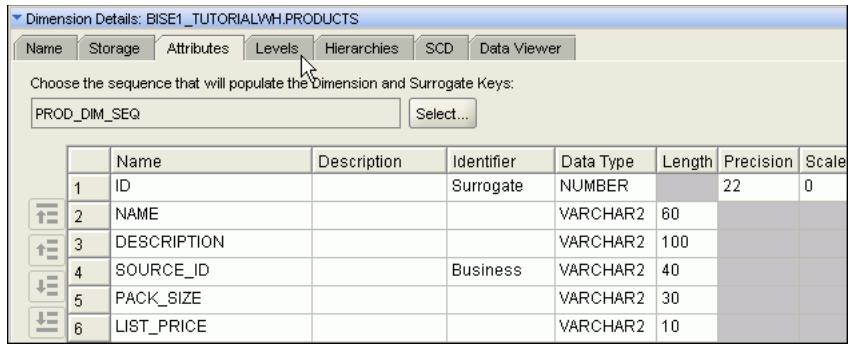 Dimension Details: BISE1_TUTORIALWH.PRODUCTS
Name Storage Attributes Levels Hierarchies SCD Data Viewer
Choose the sequence that will populate the Dimension and Surrogate Keys:
PROD_DIM_SEQ Select...
Name Description Identifier Data Type Length Precision Scale
1 ID Surrogate NUMBER 22 0
2 NAME VARCHAR2 60
3 DESCRIPTION VARCHAR2 100
4 SOURCE_ID Business VARCHAR2 40
5 PACK_SIZE VARCHAR2 30
6 LIST_PRICE VARCHAR2 10